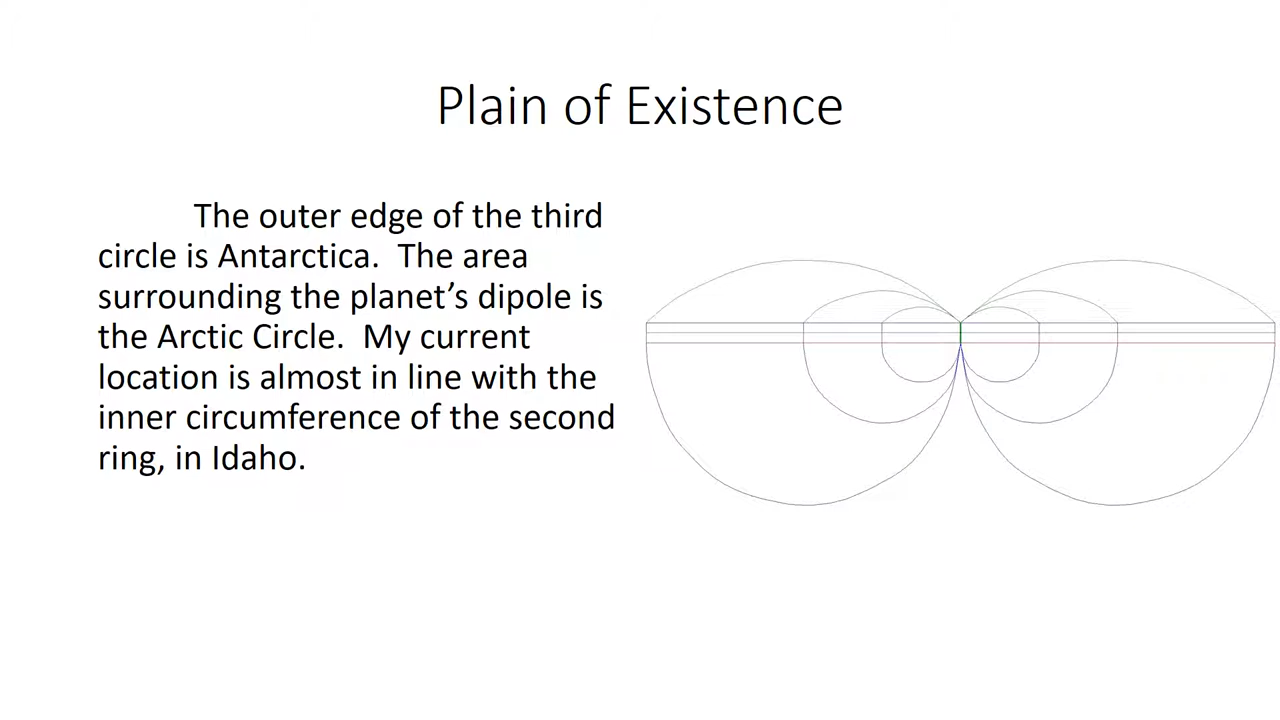 Plain of Existence
The outer edge of the third
circle is Antarctica.  The area
surrounding the planet’s dipole is
the Arctic Circle.  My current
location is almost in line with the
inner circumference of the second
ring, in Idaho.